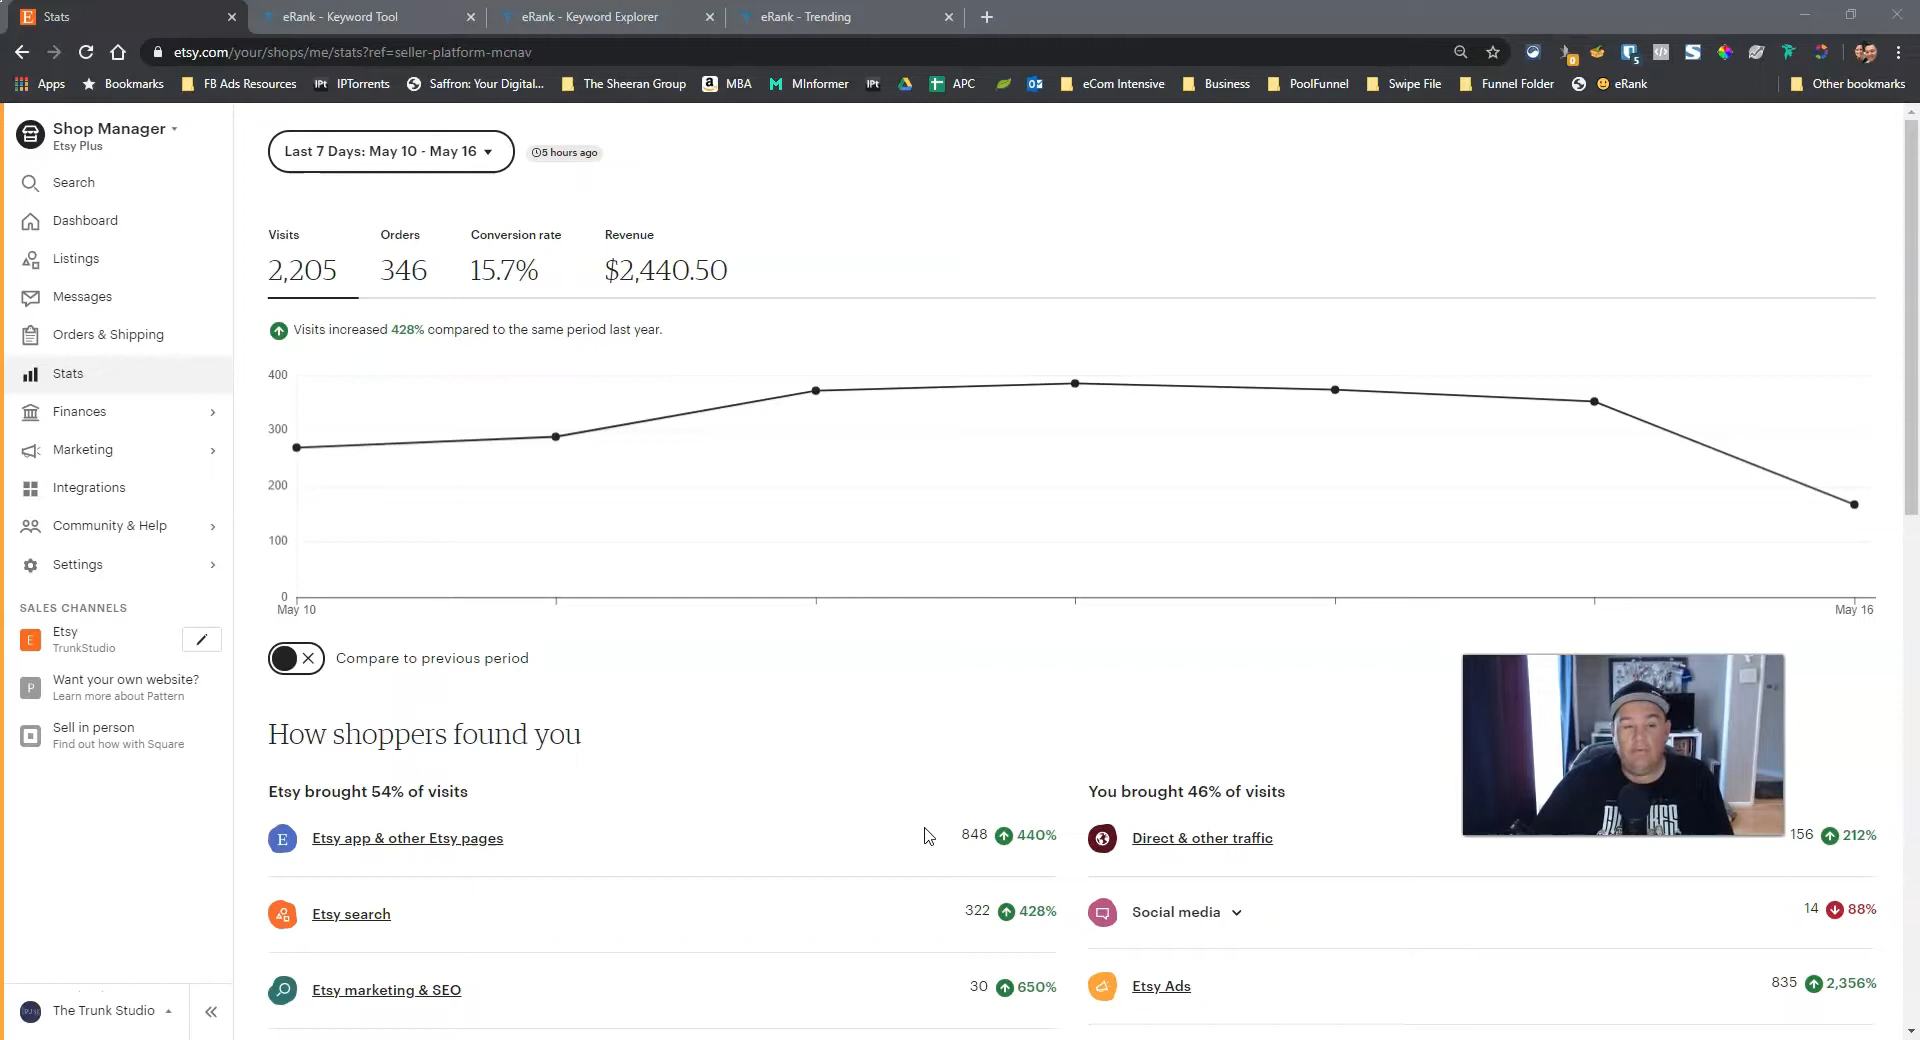 Stats
eRank - Keyword Tool
eRank - Keyword Explorer
eRank - Trending
etsy.com/your/shops/me/stats?ref=seller-platform-mcnav
Apps
Bookmarks
FB Ads Resources
IPTorrents
Saffron: Your Digital...
The Sheeran Group
MBA
MInformer
APC
eCom Intensive
Business
PoolFunnel
Swipe File
Funnel Folder
eRank
Other bookmarks
Shop Manager
Etsy Plus
Search
Dashboard
Listings
Messages
Orders & Shipping
Stats
Finances
Marketing
Integrations
Community & Help
Settings
SALES CHANNELS
Etsy
TrunkStudio
Want your own website?
Learn more about Pattern
Sell in person
Find out how with Square
The Trunk Studio
Last 7 Days: May 10 - May 16
5 hours ago
Visits Orders Conversion rate Revenue
2,205 346 15.7% $2,440.50
Visits increased 428% compared to the same period last year.
400
300
200
100
0
May 10 May 16
Compare to previous period
How shoppers found you
Etsy brought 54% of visits
Etsy app & other Etsy pages 848 440%
Etsy search 322 428%
Etsy marketing & SEO 30 650%
You brought 46% of visits
Direct & other traffic 156 212%
Social media 14 88%
Etsy Ads 835 2,356%